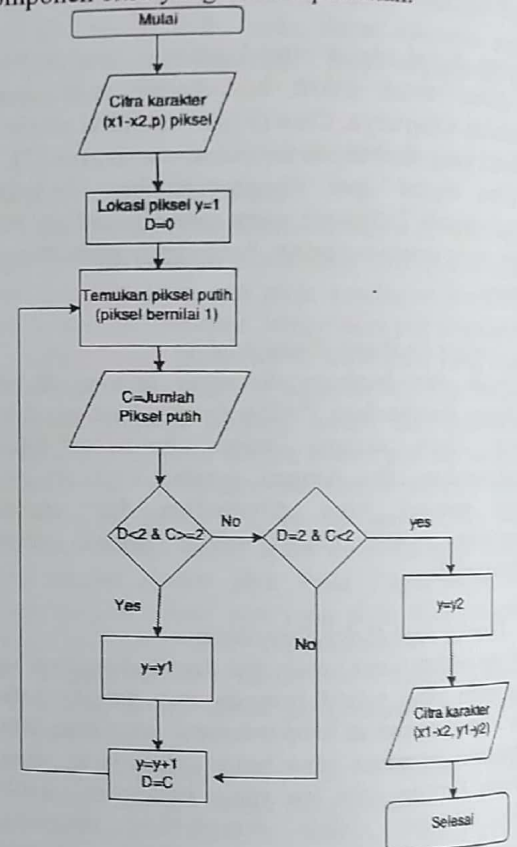 Mulai
Citra karakter
(x1-x2,p) piksel
Lokasi piksel y=1
D=0
Temukan piksel putih
(piksel bernilai 1)
C=Jumlah
Piksel putih
D<2 & C>=2
No
D=2 & C<2
yes
Yes
No
y=y1
y=y2
y=y+1
D=C
Citra karakter
(x1-x2, y1-y2)
Selesai